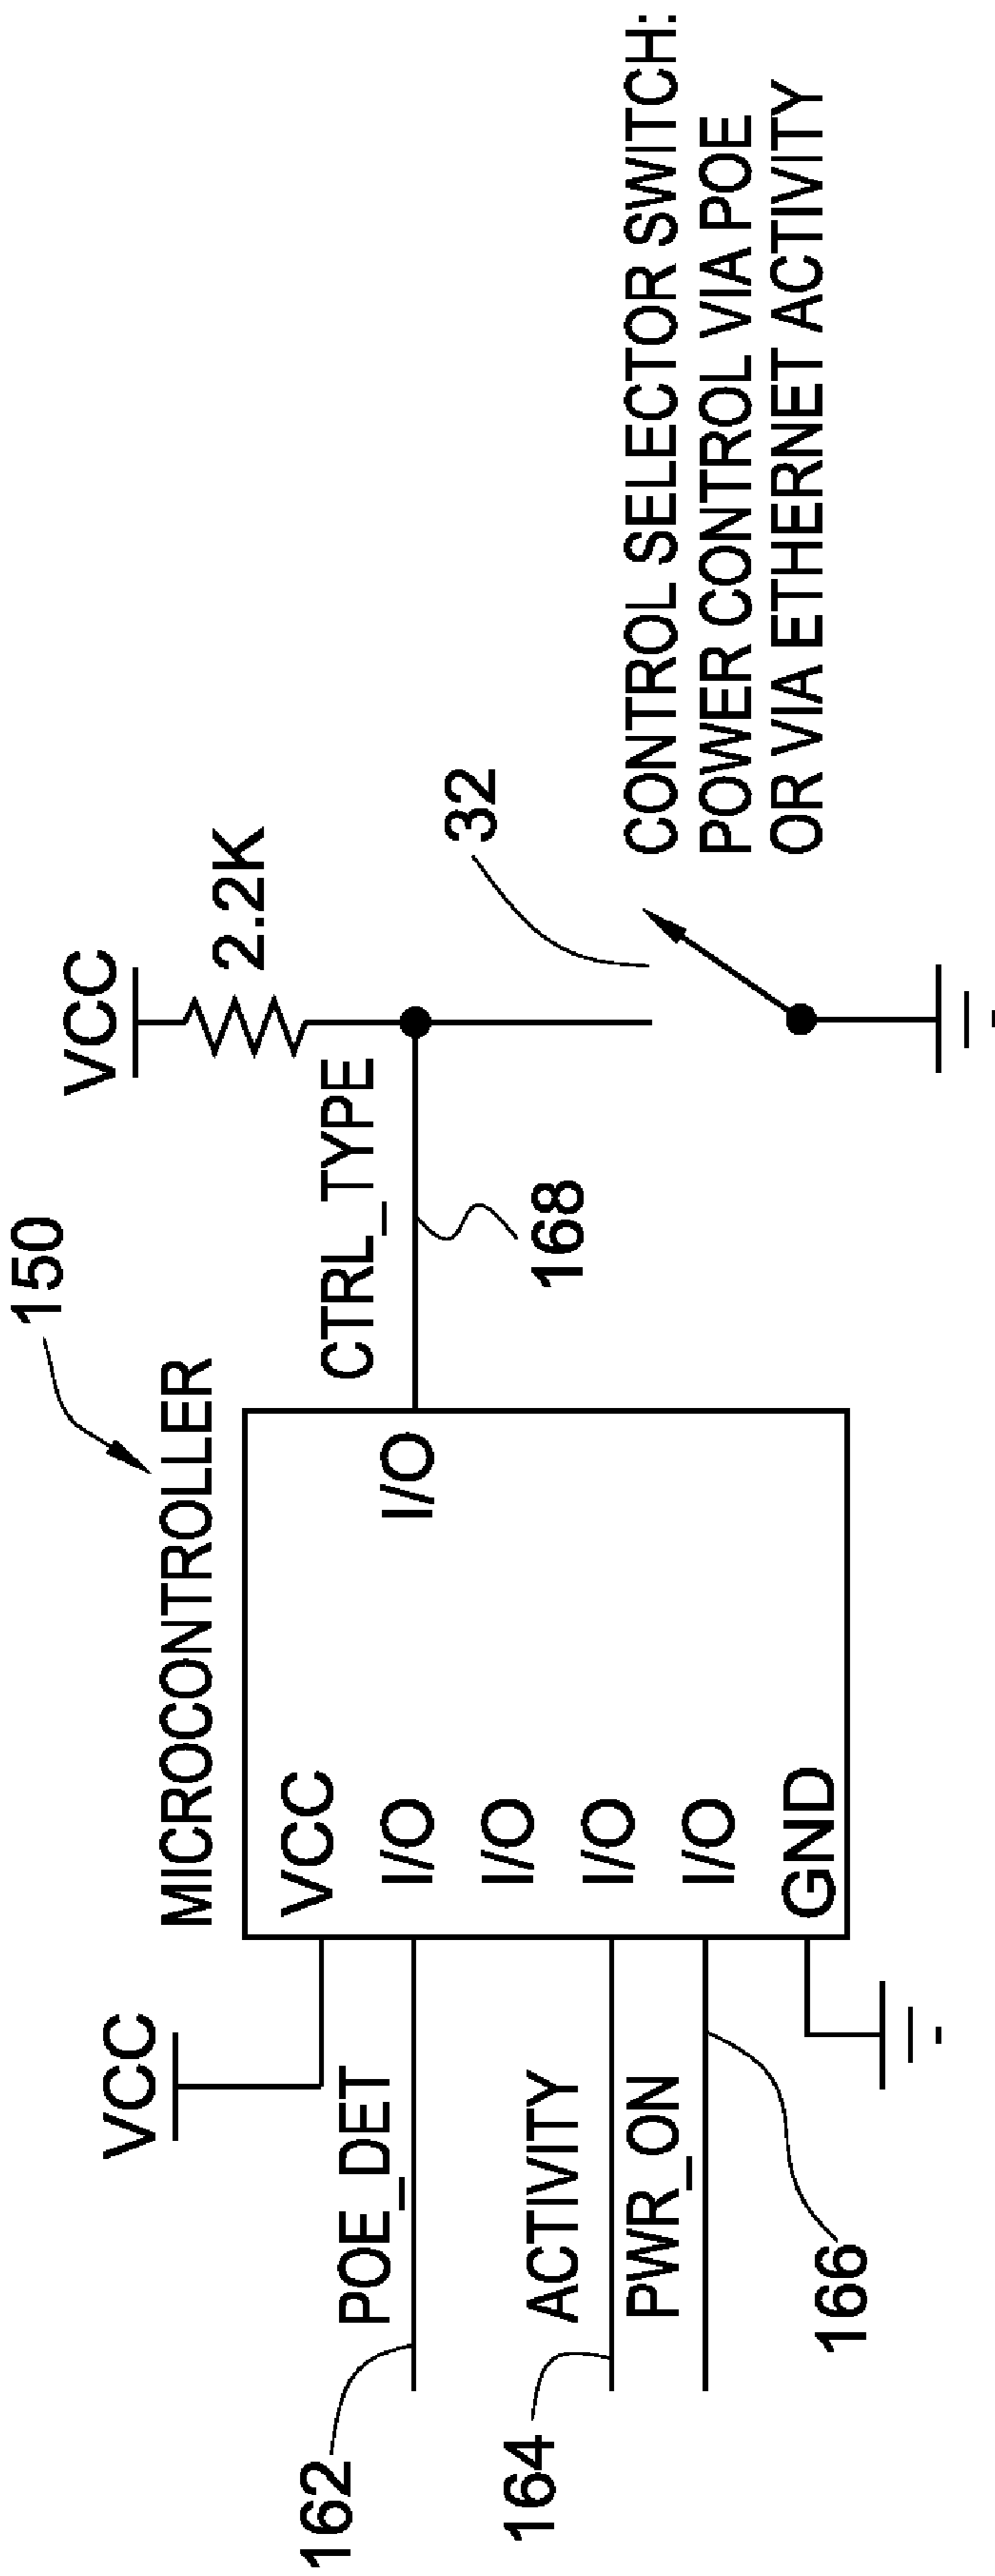 150
MICROCONTROLLER
VCC
VCC
2.2K
VCC
I/O
I/O
I/O
I/O
GND
I/O
POE_DET
ACTIVITY
PWR_ON
CTRL_TYPE
162
164
166
168
32
CONTROL SELECTOR SWITCH:
POWER CONTROL VIA POE
OR VIA ETHERNET ACTIVITY